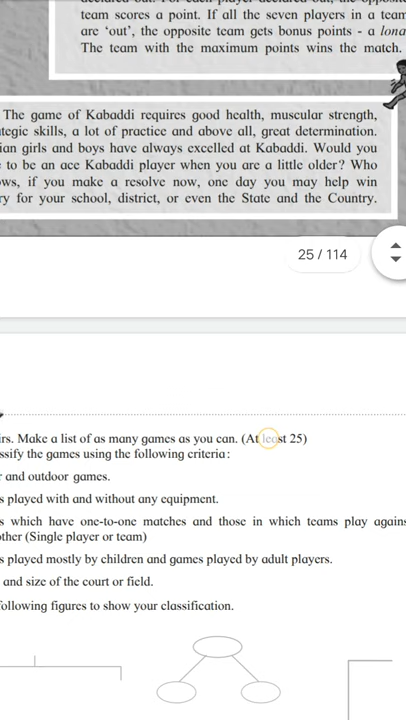 team scores a point. If all the seven players in a team
are ‘out’, the opposite team gets bonus points - a lona
The team with the maximum points wins the match.
The game of Kabaddi requires good health, muscular strength,
tegic skills, a lot of practice and above all, great determination.
ian girls and boys have always excelled at Kabaddi. Would you
to be an ace Kabaddi player when you are a little older? Who
ws, if you make a resolve now, one day you may help win
ry for your school, district, or even the State and the Country.
25 / 114
irs. Make a list of as many games as you can. (At least 25)
ssify the games using the following criteria :
r and outdoor games.
s played with and without any equipment.
s which have one-to-one matches and those in which teams play agains
ther (Single player or team)
s played mostly by children and games played by adult players.
and size of the court or field.
following figures to show your classification.